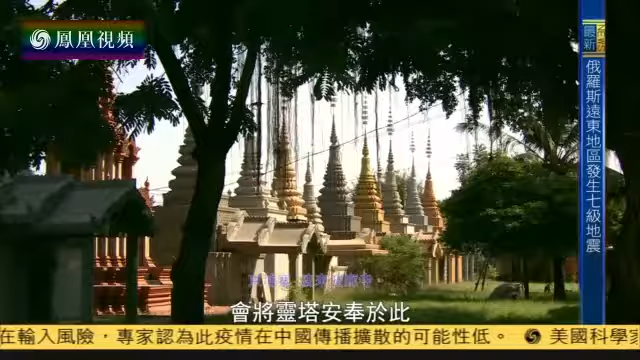 鳳凰視頻
最新
俄羅斯遠東地區發生七級地震
會將靈塔安奉於此
在輸入風險，專家認為此疫情在中國傳播擴散的可能性低。
美國科學家